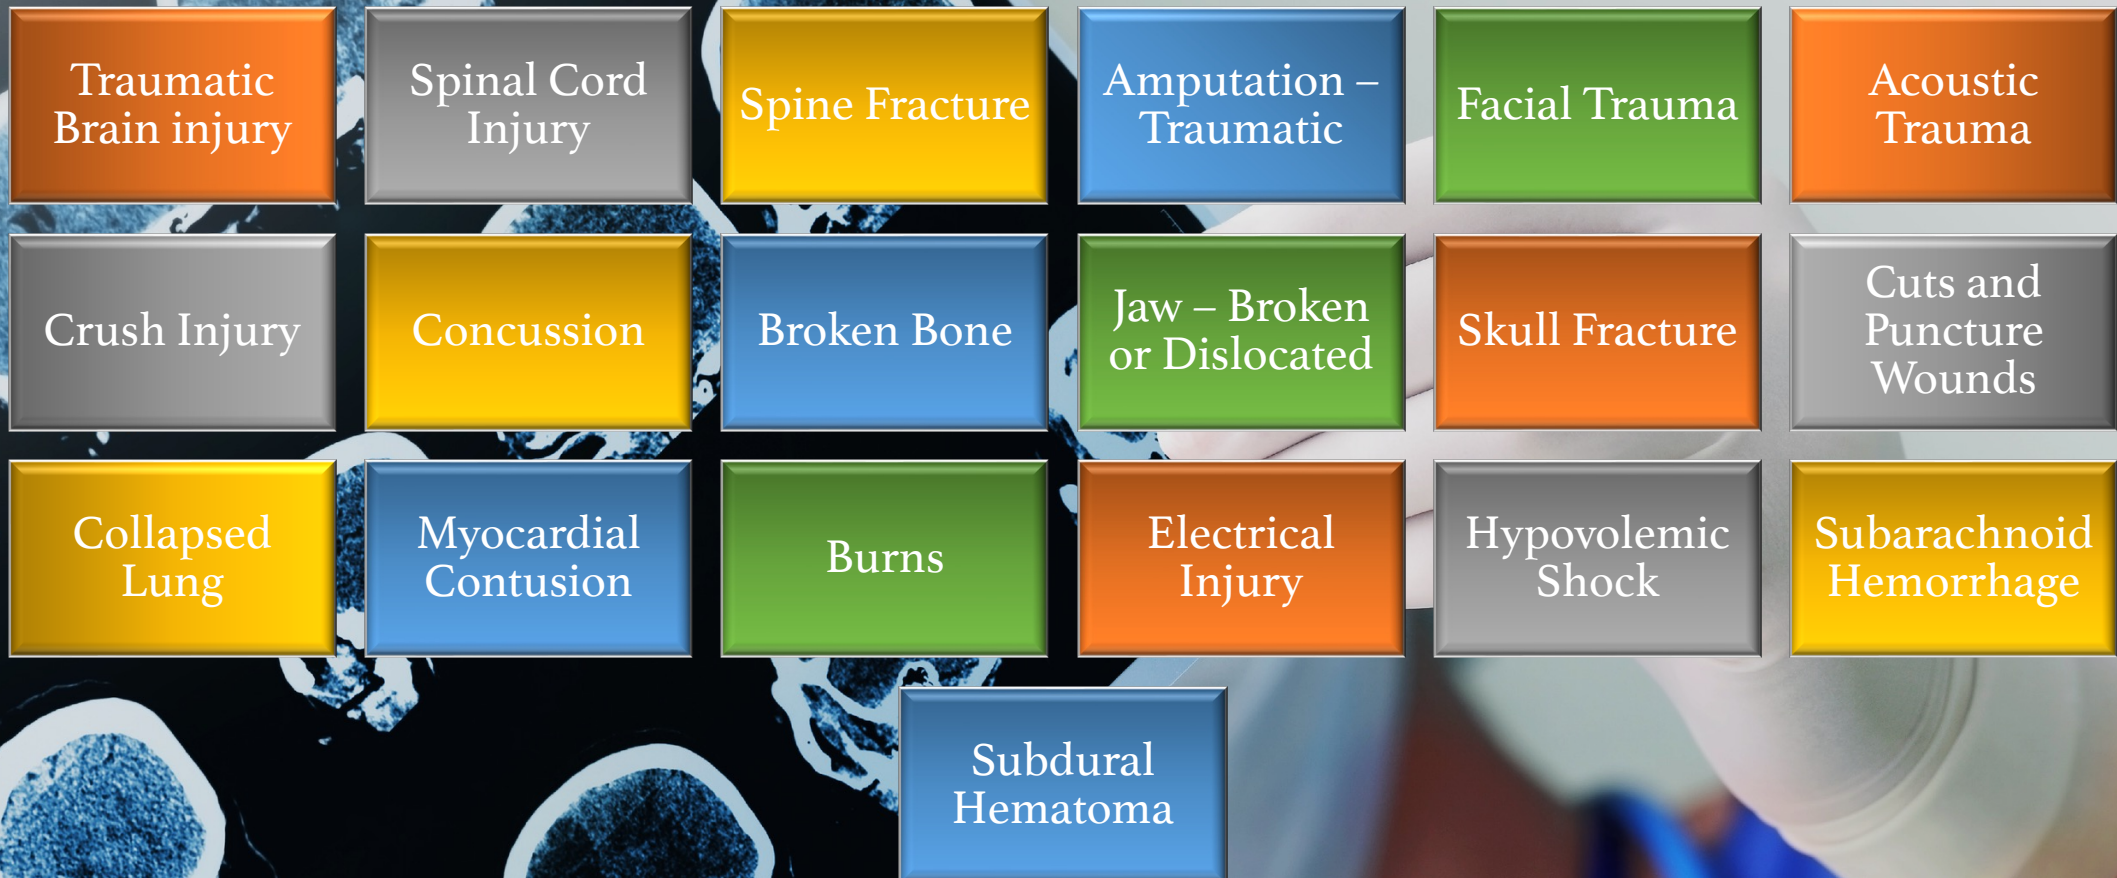 Traumatic
Brain injury
Spinal Cord
Injury
Spine Fracture
Amputation –
Traumatic
Facial Trauma
Acoustic
Trauma
Crush Injury
Concussion
Broken Bone
Jaw – Broken
or Dislocated
Skull Fracture
Cuts and
Puncture
Wounds
Collapsed
Lung
Myocardial
Contusion
Burns
Electrical
Injury
Hypovolemic
Shock
Subarachnoid
Hemorrhage
Subdural
Hematoma